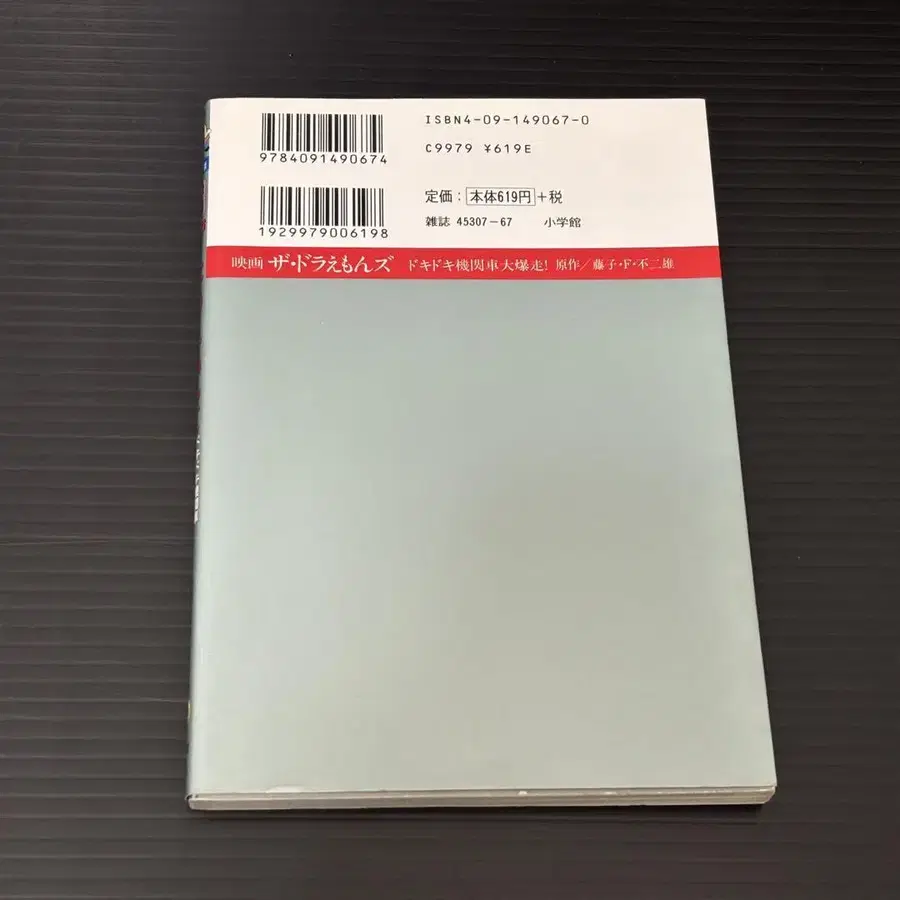 ISBN4-09-149067-0
9784091490674
C9979 ¥619E
定価：本体619円+税
1929979006198
雑誌 45307-67 小学館
映画 ザ・ドラえもんズ ドキドキ機関車大爆走! 原作/藤子・F・不二雄